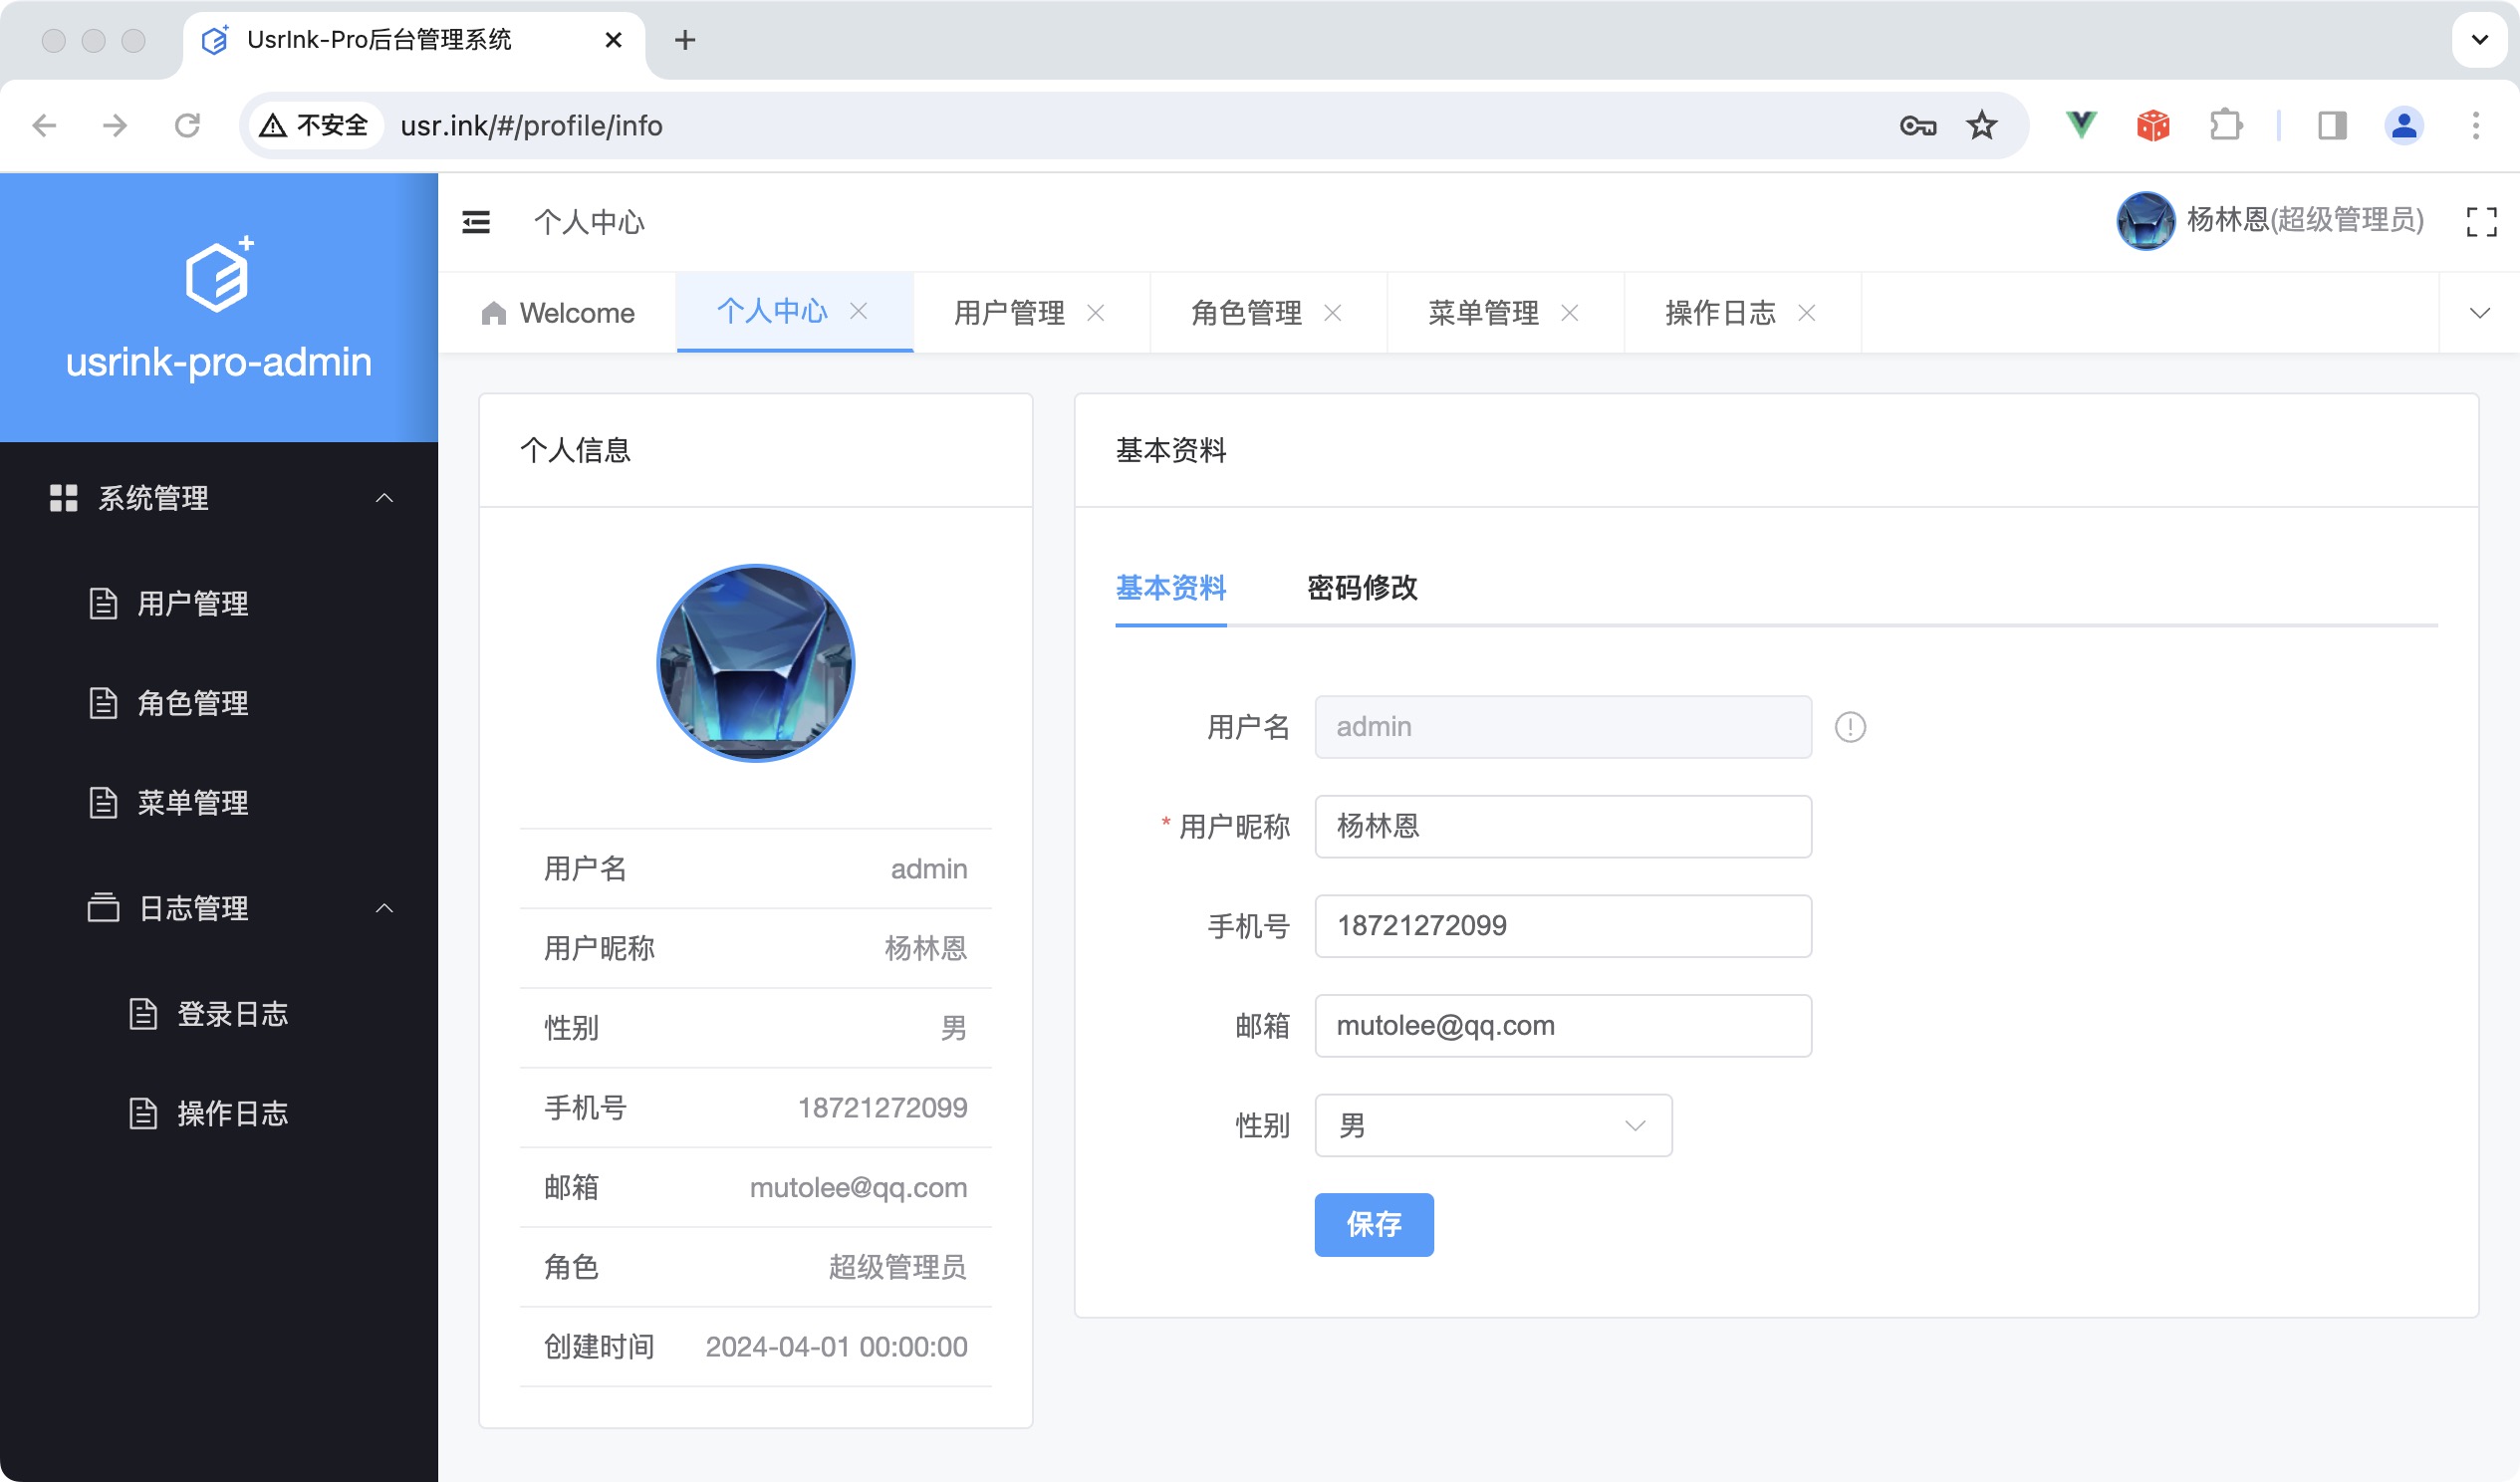 UsrInk-Pro后台管理系统
不安全 usr.ink/#/profile/info
usrink-pro-admin
系统管理
用户管理
角色管理
菜单管理
日志管理
登录日志
操作日志
个人中心
杨林恩(超级管理员)
Welcome 个人中心 用户管理 角色管理 菜单管理 操作日志
个人信息
用户名 admin
用户昵称 杨林恩
性别 男
手机号 18721272099
邮箱 mutolee@qq.com
角色 超级管理员
创建时间 2024-04-01 00:00:00
基本资料
基本资料 密码修改
用户名 admin
* 用户昵称 杨林恩
手机号 18721272099
邮箱 mutolee@qq.com
性别 男
保存